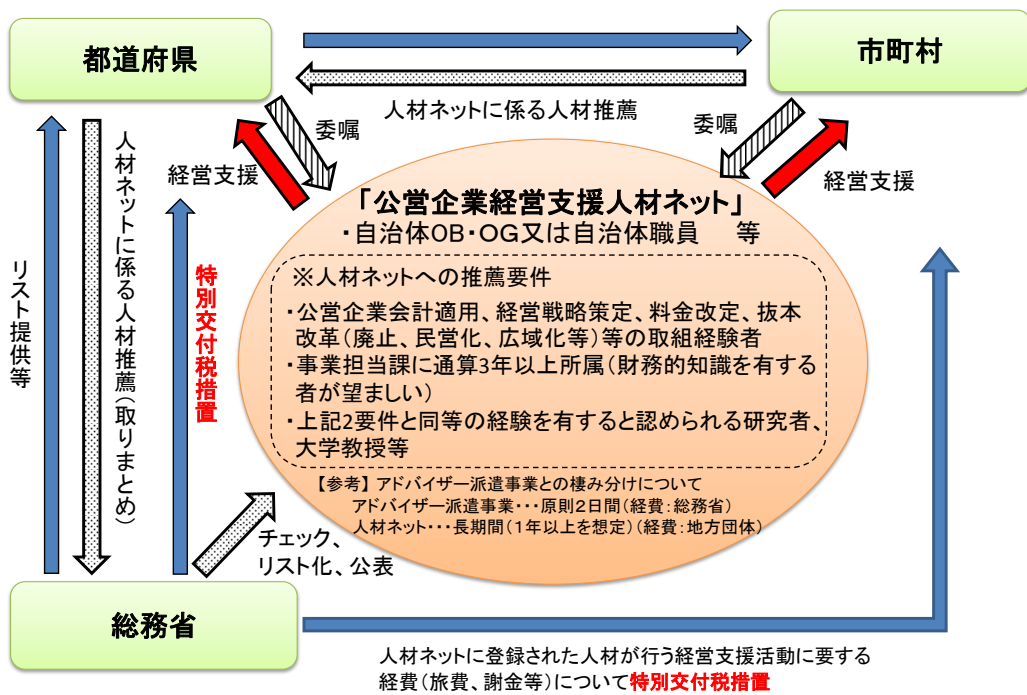 都道府県
市町村
人材ネットに係る人材推薦
委嘱
委嘱
経営支援
経営支援
「公営企業経営支援人材ネット」
・自治体OB・OG又は自治体職員　等
※人材ネットへの推薦要件
・公営企業会計適用、経営戦略策定、料金改定、抜本
改革（廃止、民営化、広域化等）等の取組経験者
・事業担当課に通算3年以上所属（財務的知識を有する
者が望ましい）
・上記2要件と同等の経験を有すると認められる研究者、
大学教授等
【参考】アドバイザー派遣事業との棲み分けについて
アドバイザー派遣事業・・・原則２日間（経費：総務省）
人材ネット・・・長期間（１年以上を想定）（経費：地方団体）
リスト提供等
人材ネットに係る人材推薦（取りまとめ）
特別交付税措置
チェック、
リスト化、公表
総務省
人材ネットに登録された人材が行う経営支援活動に要する
経費（旅費、謝金等）について特別交付税措置